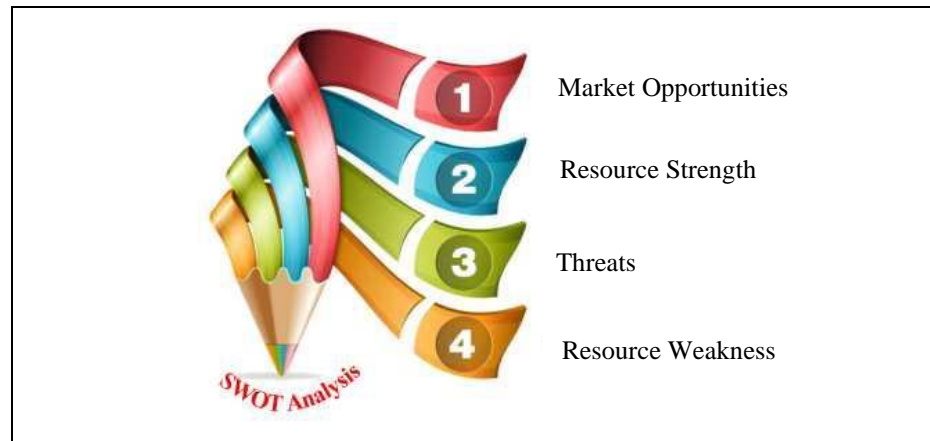 1 Market Opportunities
2 Resource Strength
3 Threats
4 Resource Weakness
SWOT Analysis